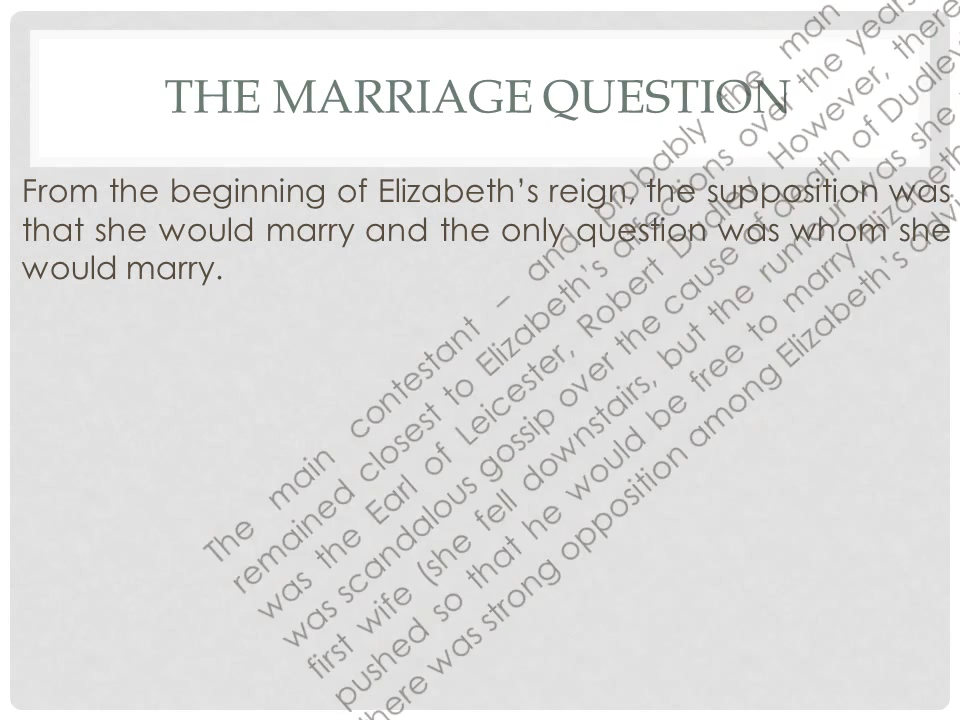 THE MARRIAGE QUESTION
From the beginning of Elizabeth’s reign, the supposition was
that she would marry and the only question was whom she
would marry.
The main contestant – and probably the man
remained closest to Elizabeth’s affections over the years
was the Earl of Leicester, Robert Dudley. However, there
was scandalous gossip over the cause of death of Dudley
first wife (she fell downstairs, but the rumour was she
pushed so that he would be free to marry Elizabeth
there was strong opposition among Elizabeth’s